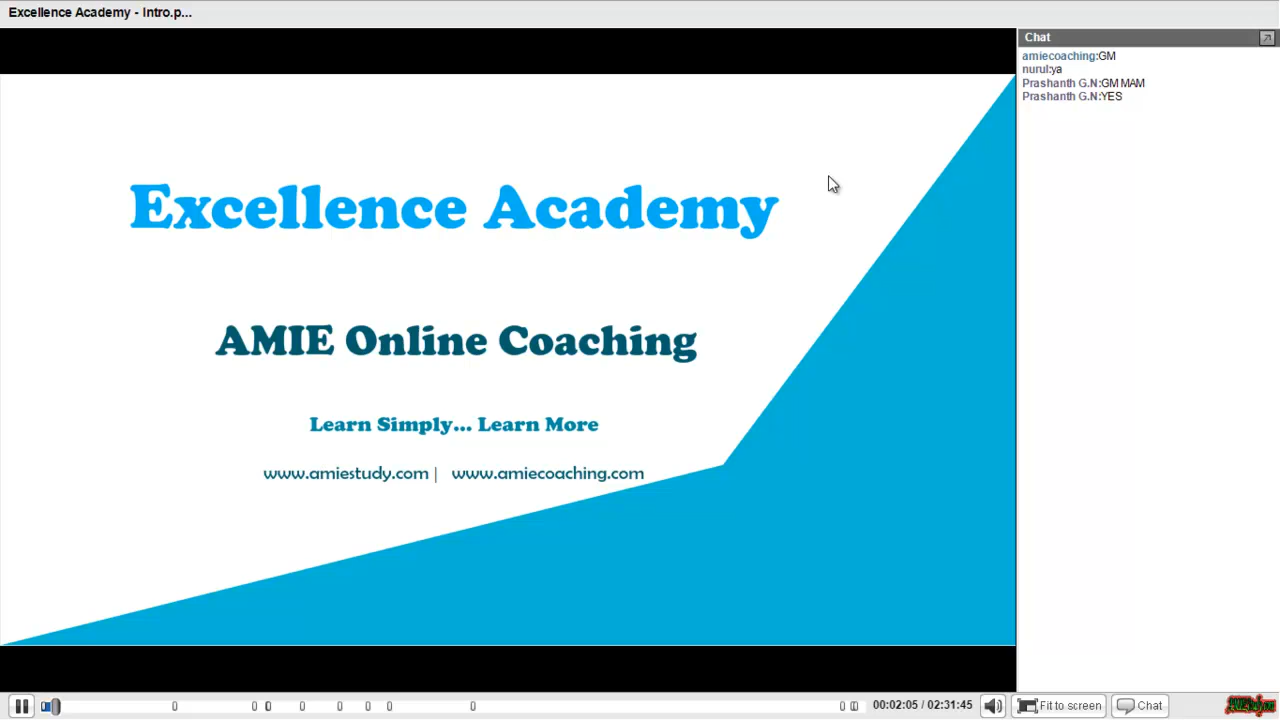 Excellence Academy - Intro.p...
Chat
amiecoaching:GM
nurul:ya
Prashanth G.N:GM MAM
Prashanth G.N:YES
Excellence Academy
AMIE Online Coaching
Learn Simply... Learn More
www.amiestudy.com | www.amiecoaching.com
00:02:05 / 02:31:45
Fit to screen
Chat